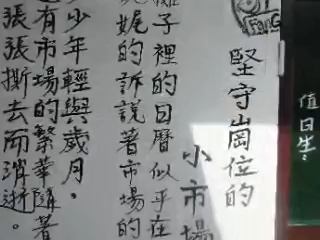 值日生:
堅守崗位的
小市場
子裡的日曆似乎在
娓的訴說著市場的
少年輕與歲月。
有市場的繁華隨著
張張撕去而消逝。